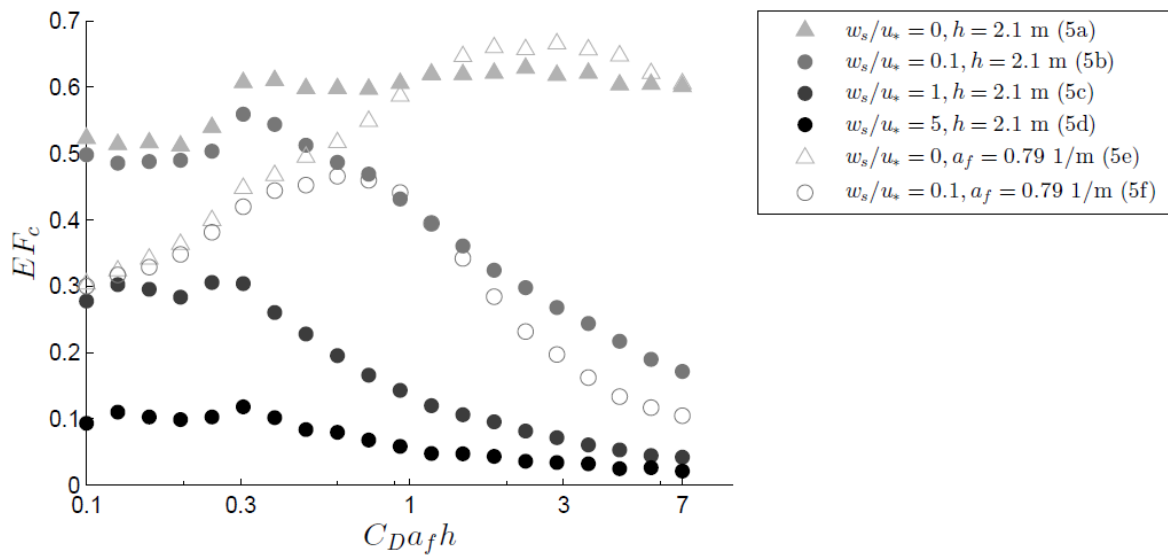 0.7
0.6
0.5
0.4
0.3
0.2
0.1
0
EF_c
0.1
0.3
1
3
7
C_D a_f h
w_s/u_* = 0, h = 2.1 m (5a)
w_s/u_* = 0.1, h = 2.1 m (5b)
w_s/u_* = 1, h = 2.1 m (5c)
w_s/u_* = 5, h = 2.1 m (5d)
w_s/u_* = 0, a_f = 0.79 1/m (5e)
w_s/u_* = 0.1, a_f = 0.79 1/m (5f)